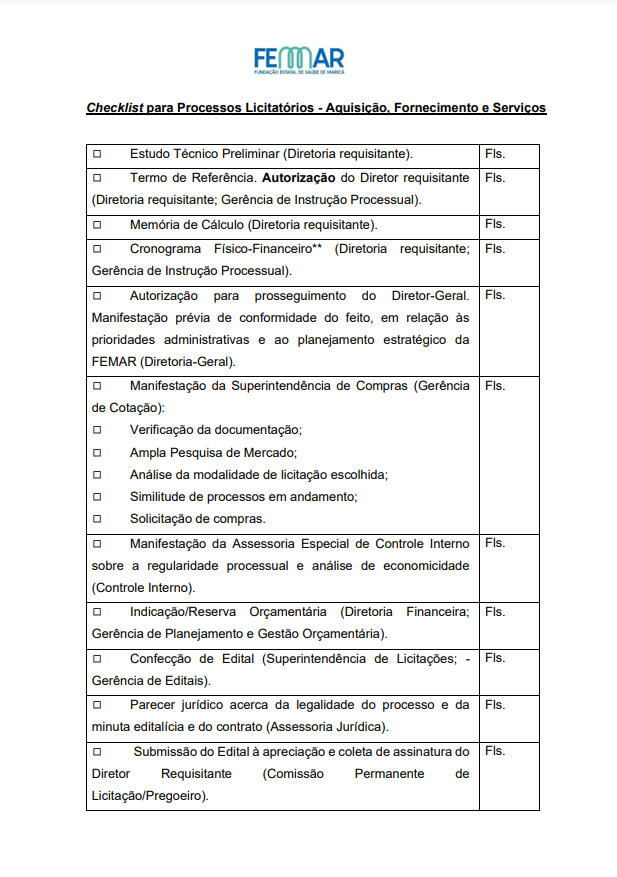 FEMAR
FUNDAÇÃO ESTATAL DE SAÚDE DE MARICÁ
Checklist para Processos Licitatórios - Aquisição, Fornecimento e Serviços
☐ Estudo Técnico Preliminar (Diretoria requisitante). Fls.
☐ Termo de Referência. Autorização do Diretor requisitante Fls.
(Diretoria requisitante; Gerência de Instrução Processual).
☐ Memória de Cálculo (Diretoria requisitante). Fls.
☐ Cronograma Físico-Financeiro** (Diretoria requisitante; Fls.
Gerência de Instrução Processual).
☐ Autorização para prosseguimento do Diretor-Geral. Fls.
Manifestação prévia de conformidade do feito, em relação às
prioridades administrativas e ao planejamento estratégico da
FEMAR (Diretoria-Geral).
☐ Manifestação da Superintendência de Compras (Gerência Fls.
de Cotação):
☐ Verificação da documentação;
☐ Ampla Pesquisa de Mercado;
☐ Análise da modalidade de licitação escolhida;
☐ Similitude de processos em andamento;
☐ Solicitação de compras.
☐ Manifestação da Assessoria Especial de Controle Interno Fls.
sobre a regularidade processual e análise de economicidade
(Controle Interno).
☐ Indicação/Reserva Orçamentária (Diretoria Financeira; Fls.
Gerência de Planejamento e Gestão Orçamentária).
☐ Confecção de Edital (Superintendência de Licitações; - Fls.
Gerência de Editais).
☐ Parecer jurídico acerca da legalidade do processo e da Fls.
minuta editalícia e do contrato (Assessoria Jurídica).
☐ Submissão do Edital à apreciação e coleta de assinatura do Fls.
Diretor Requisitante (Comissão Permanente de
Licitação/Pregoeiro).